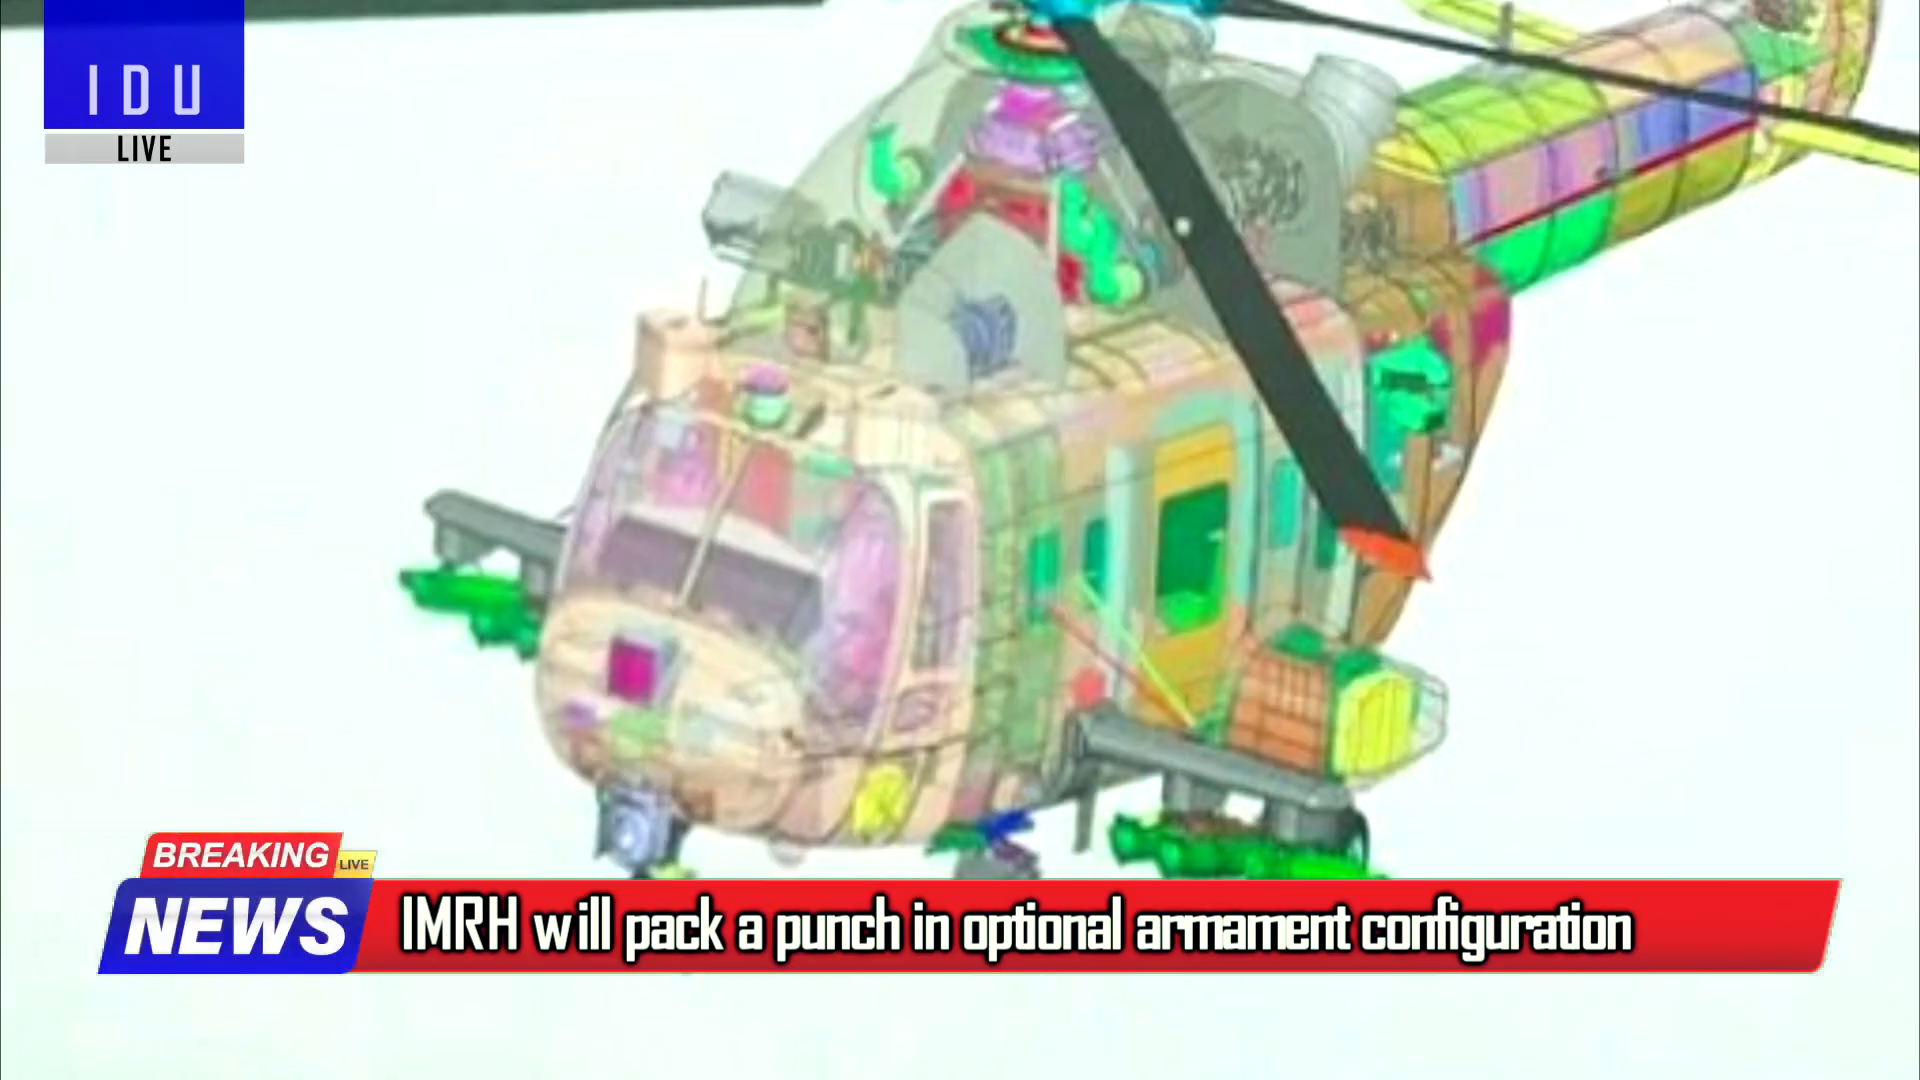 IDU
LIVE
BREAKING
LIVE
NEWS
IMRH will pack a punch in optional armament configuration